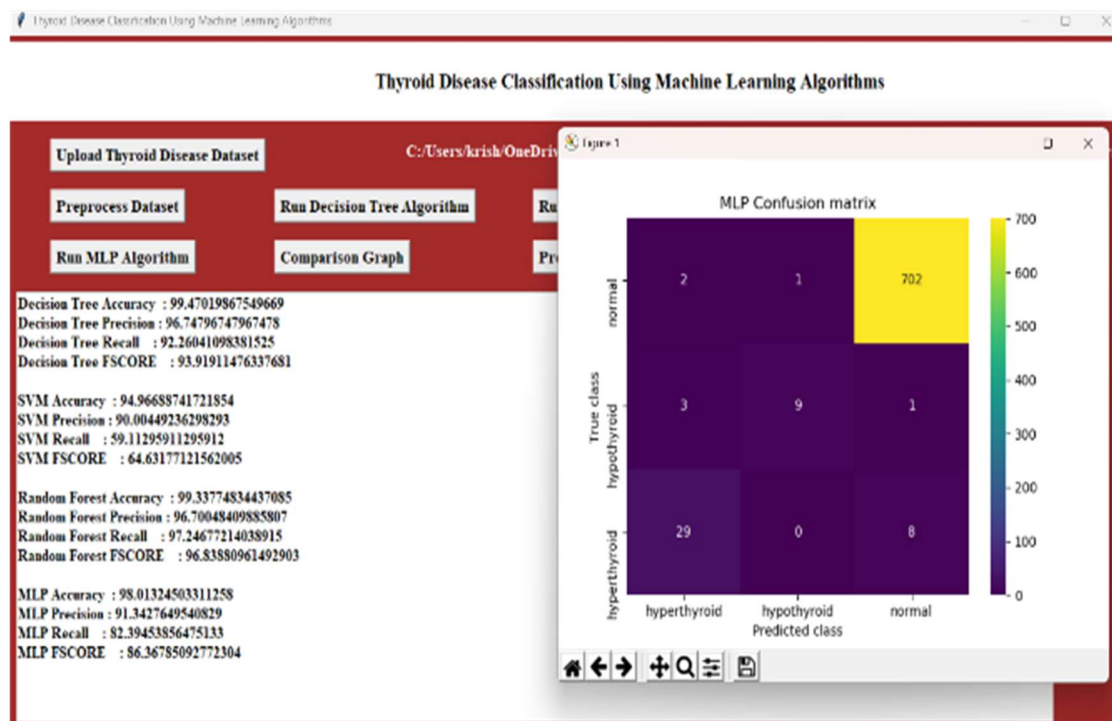 Thyroid Disease Classification Using Machine Learning Algorithms
Thyroid Disease Classification Using Machine Learning Algorithms
Upload Thyroid Disease Dataset
C:/Users/krish/OneDriv
Preprocess Dataset
Run Decision Tree Algorithm
Ru
Run MLP Algorithm
Comparison Graph
Pr
Decision Tree Accuracy : 99.47019867549669
Decision Tree Precision : 96.74796747967478
Decision Tree Recall : 92.26041098381525
Decision Tree FSCORE : 93.91911476337681
SVM Accuracy : 94.96688741721854
SVM Precision : 90.00449236298293
SVM Recall : 59.11295911295912
SVM FSCORE : 64.63177121562005
Random Forest Accuracy : 99.33774834437085
Random Forest Precision : 96.70048409885807
Random Forest Recall : 97.24677214038915
Random Forest FSCORE : 96.83880961492903
MLP Accuracy : 98.01324503311258
MLP Precision : 91.3427649540829
MLP Recall : 82.39453856475133
MLP FSCORE : 86.36785092772304
Figure 1
MLP Confusion matrix
True class
normal
hypothyroid
hyperthyroid
2 1 702
3 9 1
29 0 8
hyperthyroid hypothyroid normal
Predicted class
700
600
500
400
300
200
100
0